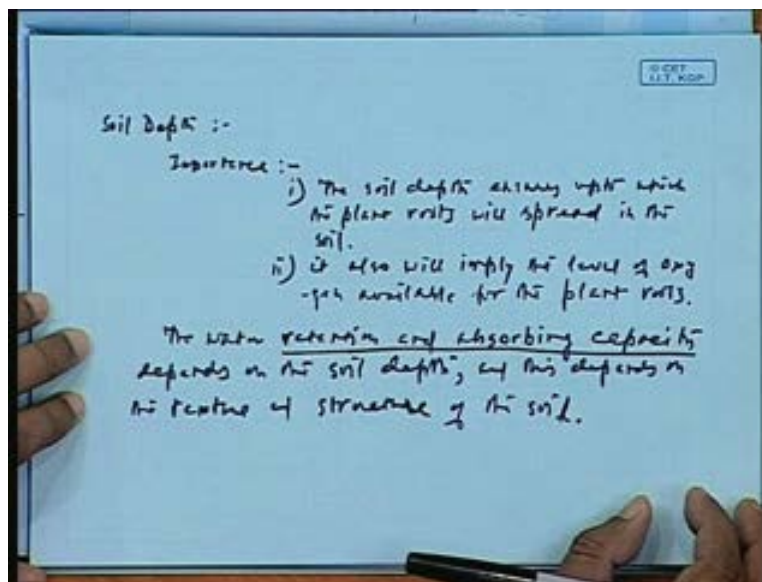 © CET
I.I.T. KGP
Soil Depth :-
Importance :-
i) The soil depth ensures upto which
the plant roots will spread in the
soil.
ii) it also will imply the level of oxy
-gen available for the plant roots.
The water retention and absorbing capacity
depends on the soil depth, and this depends on
the texture and structure of the soil.